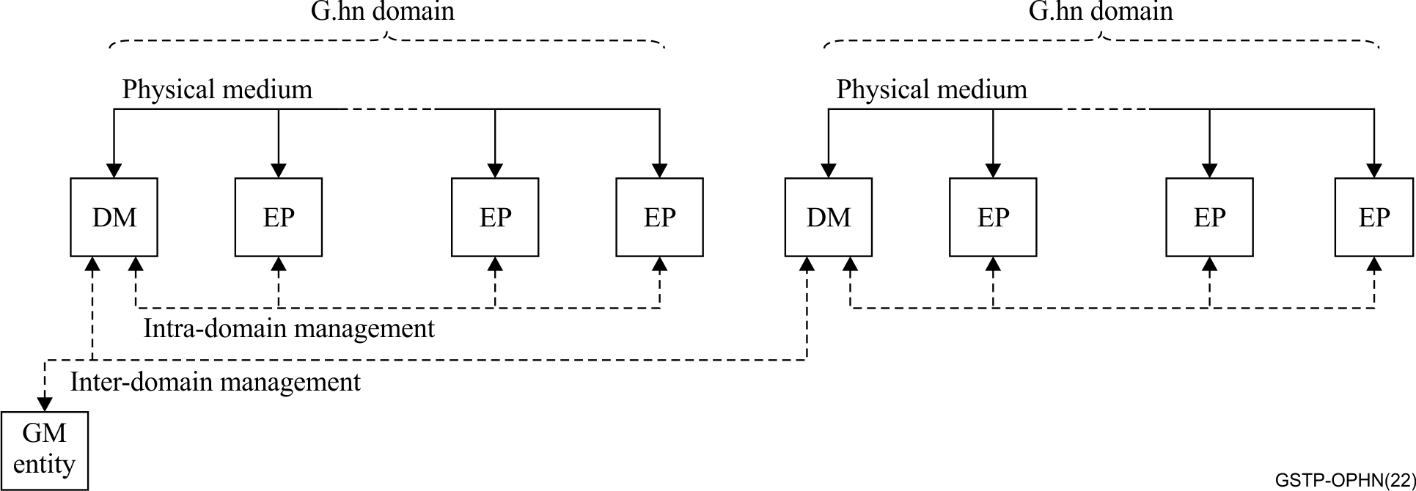 G.hn domain
G.hn domain
Physical medium
Physical medium
DM
EP
EP
EP
DM
EP
EP
EP
Intra-domain management
Inter-domain management
GM
entity
GSTP-OPHN(22)